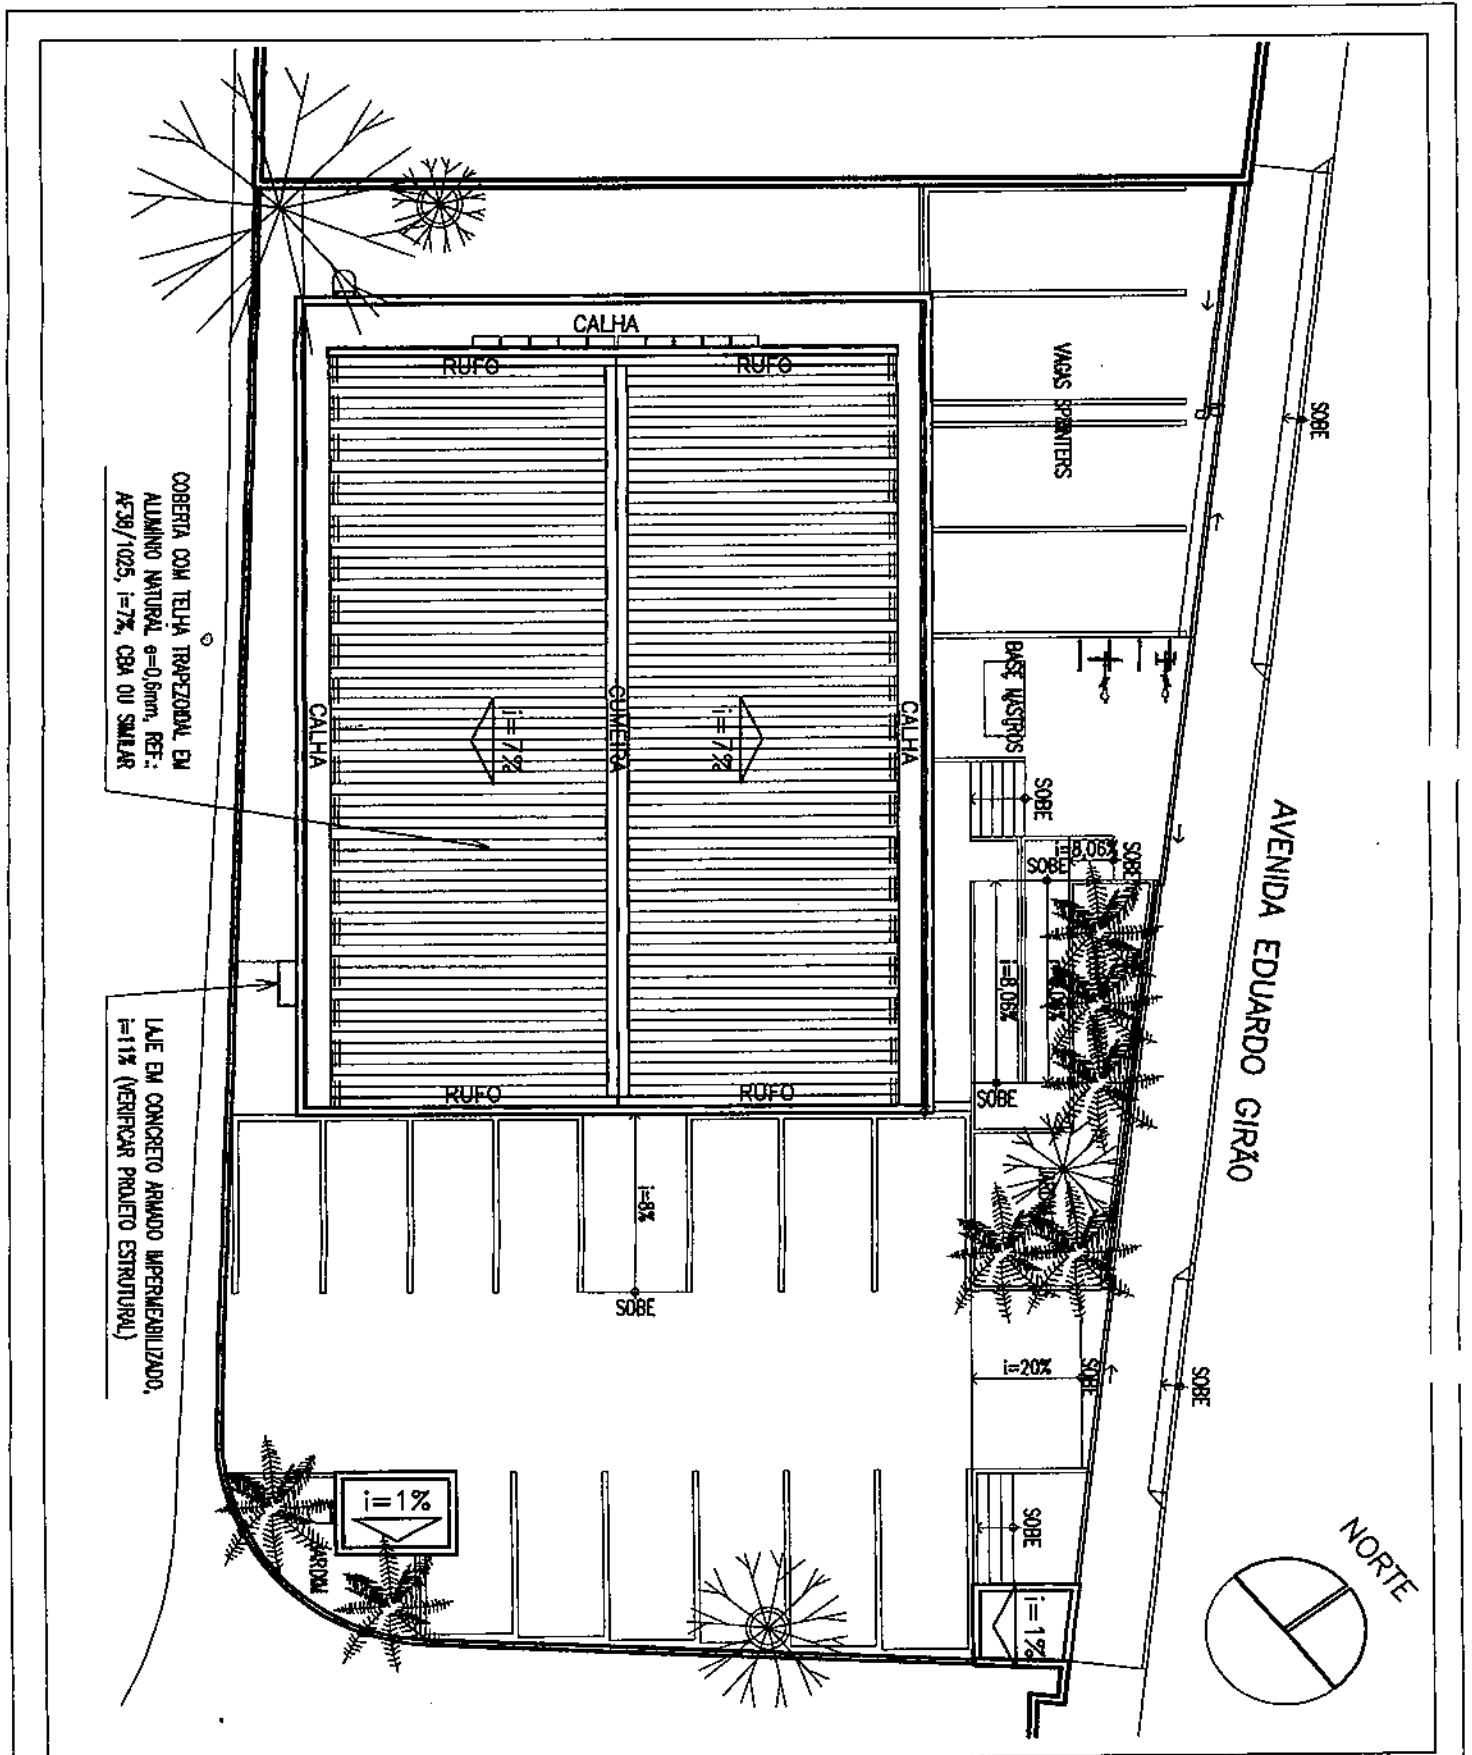 CALHA
RUFO
RUFO
VAGAS
SOBE
AVENIDA EDUARDO GIRÃO
BASE MASTROS
SOBE
SOBE
i=8,06%
SOBE
i=8,06%
SOBE
CALHA
i=7%
CUMEIRA
i=7%
CALHA
RUFO
RUFO
COBERTA COM TELHA TRAPEZOIDAL EM
ALUMÍNIO NATURAL e=0,6mm, REF.:
AF38/1025, i=7%, CBA OU SIMILAR
LAJE EM CONCRETO ARMADO IMPERMEABILIZADO,
i=11% (VERIFICAR PROJETO ESTRUTURAL)
i=8%
SOBE
JARDIM
i=20%
SOBE
SOBE
SOBE
i=1%
i=1%
JARDIM
NORTE